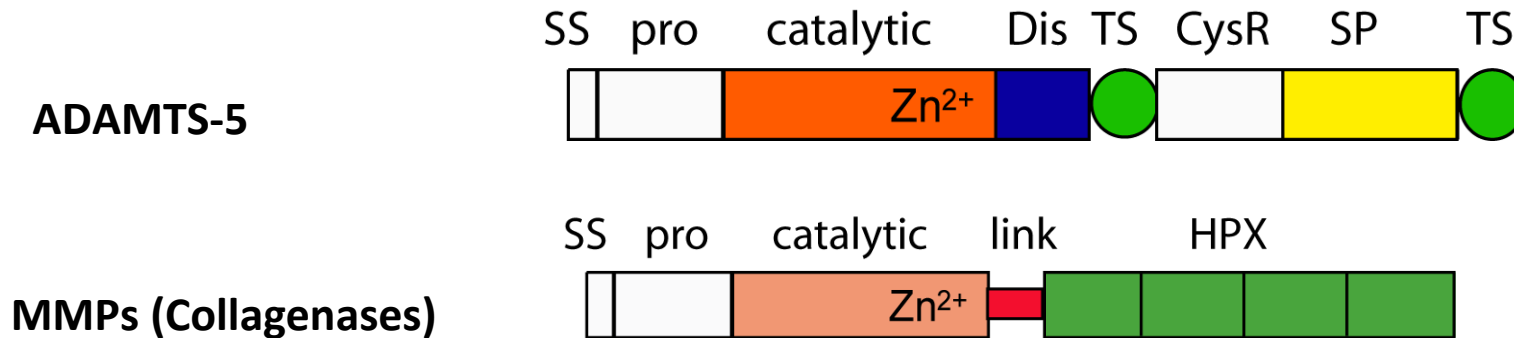 SS pro catalytic Dis TS CysR SP TS
ADAMTS-5
Zn²⁺
SS pro catalytic link HPX
MMPs (Collagenases)
Zn²⁺